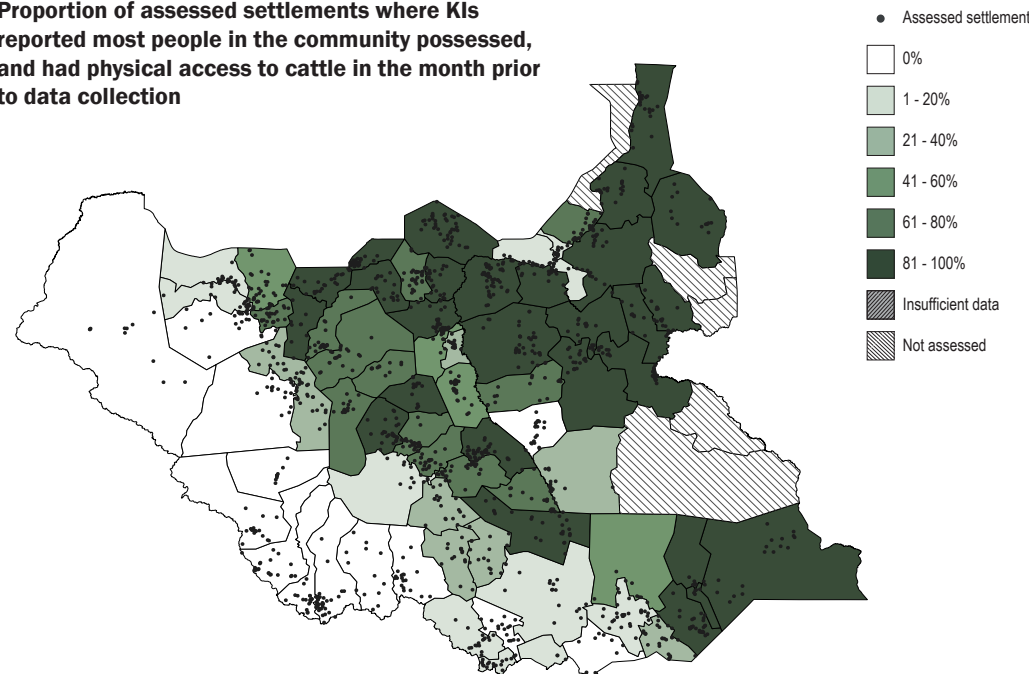 Proportion of assessed settlements where KIs
reported most people in the community possessed,
and had physical access to cattle in the month prior
to data collection
Assessed settlement
0%
1 - 20%
21 - 40%
41 - 60%
61 - 80%
81 - 100%
Insufficient data
Not assessed